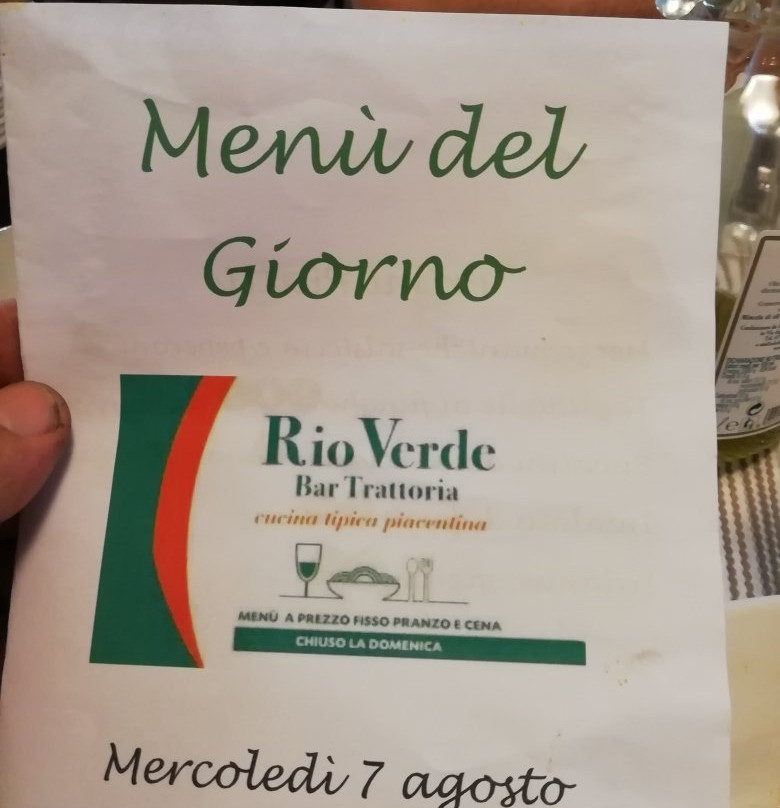 Menù del
Giorno
Rio Verde
Bar Trattoria
cucina tipica piacentina
MENÙ A PREZZO FISSO PRANZO E CENA
CHIUSO LA DOMENICA
Mercoledì 7 agosto